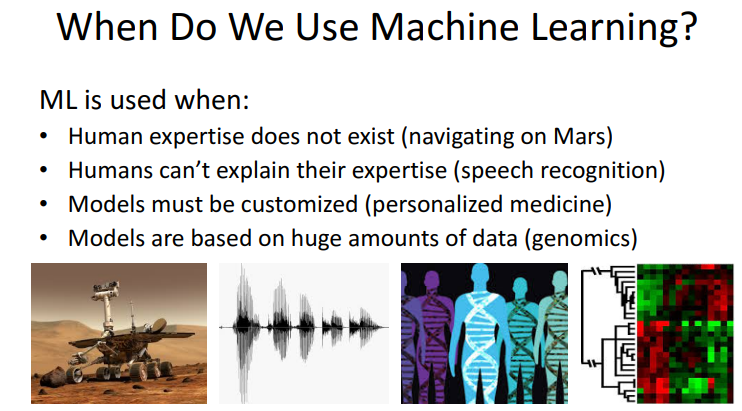 When Do We Use Machine Learning?
ML is used when:
• Human expertise does not exist (navigating on Mars)
• Humans can’t explain their expertise (speech recognition)
• Models must be customized (personalized medicine)
• Models are based on huge amounts of data (genomics)